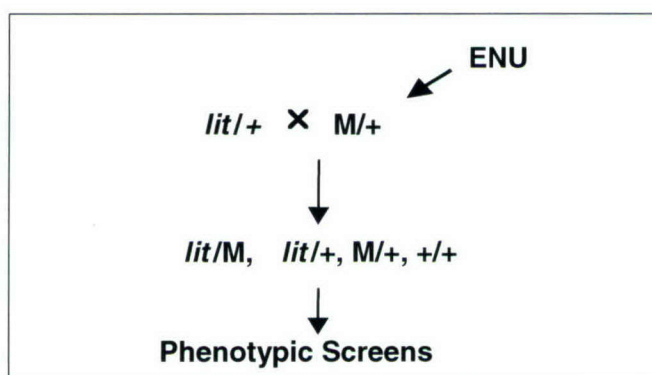 ENU
lit/+ × M/+
lit/M, lit/+, M/+, +/+
Phenotypic Screens